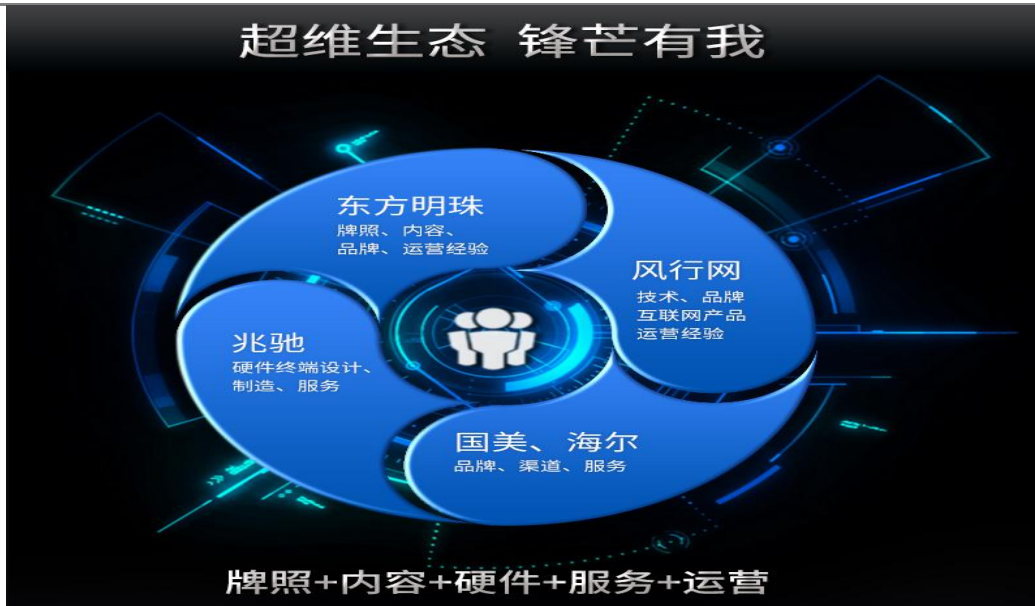 超维生态 锋芒有我
东方明珠
牌照、内容、
品牌、运营经验
风行网
技术、品牌
互联网产品
运营经验
兆驰
硬件终端设计、
制造、服务
国美、海尔
品牌、渠道、服务
牌照+内容+硬件+服务+运营